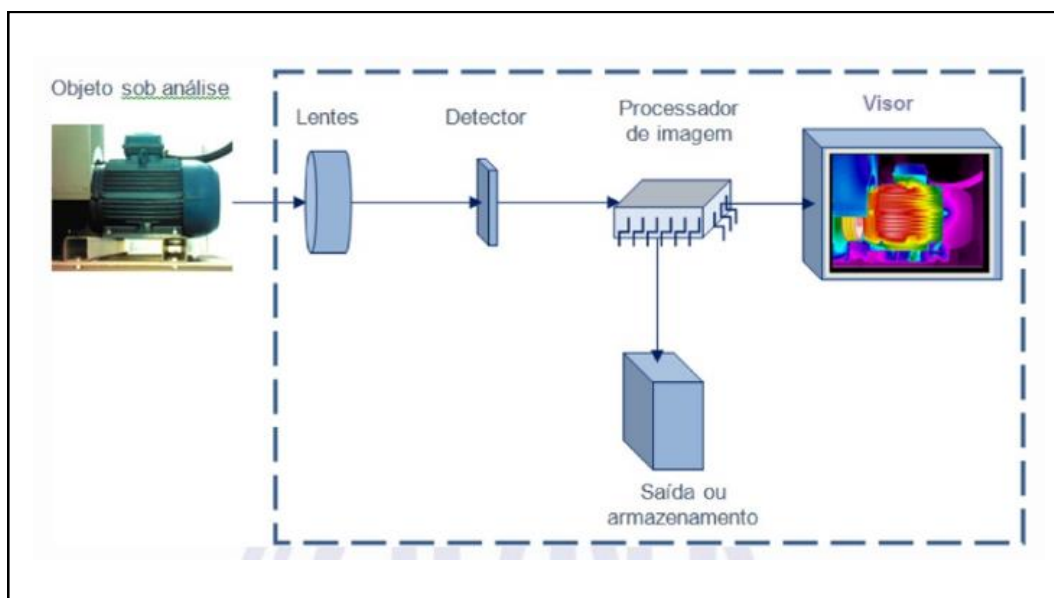 Objeto sob análise
Lentes
Detector
Processador
de imagem
Visor
Saída ou
armazenamento